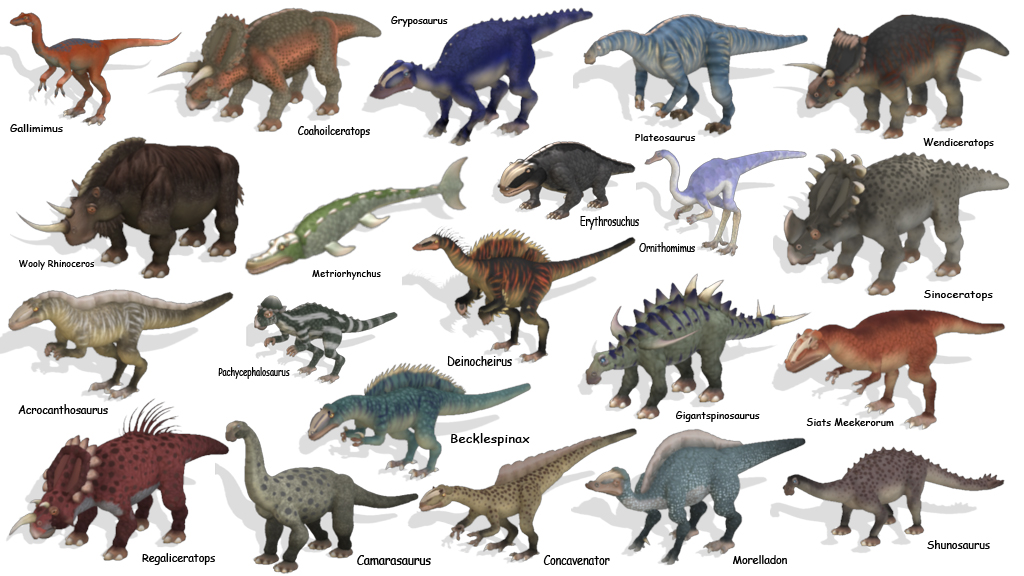 Gryposaurus
Gallimimus
Coahoilceratops
Plateosaurus
Wendiceratops
Erythrosuchus
Ornithomimus
Wooly Rhinoceros
Metriorhynchus
Sinoceratops
Deinocheirus
Pachycephalosaurus
Acrocanthosaurus
Gigantspinosaurus
Siats Meekerorum
Becklespinax
Regaliceratops
Camarasaurus
Concavenator
Morelladon
Shunosaurus